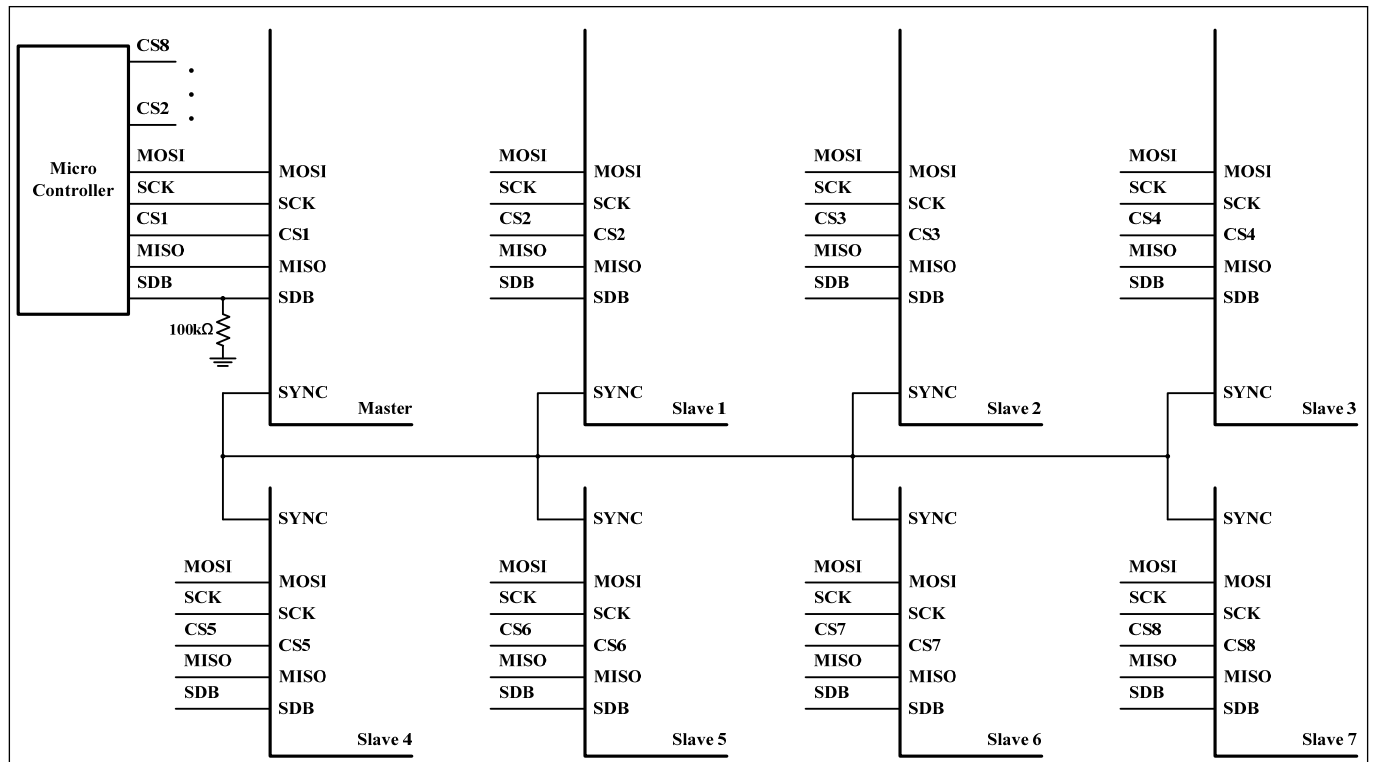 CS8
CS2
Micro
Controller
MOSI
SCK
CS1
MISO
SDB
100kΩ
MOSI
SCK
CS1
MISO
SDB
SYNC
Master
MOSI
SCK
CS2
MISO
SDB
MOSI
SCK
CS2
MISO
SDB
SYNC
Slave 1
MOSI
SCK
CS3
MISO
SDB
MOSI
SCK
CS3
MISO
SDB
SYNC
Slave 2
MOSI
SCK
CS4
MISO
SDB
MOSI
SCK
CS4
MISO
SDB
SYNC
Slave 3
SYNC
MOSI
SCK
CS5
MISO
SDB
MOSI
SCK
CS5
MISO
SDB
Slave 4
SYNC
MOSI
SCK
CS6
MISO
SDB
MOSI
SCK
CS6
MISO
SDB
Slave 5
SYNC
MOSI
SCK
CS7
MISO
SDB
MOSI
SCK
CS7
MISO
SDB
Slave 6
SYNC
MOSI
SCK
CS8
MISO
SDB
MOSI
SCK
CS8
MISO
SDB
Slave 7